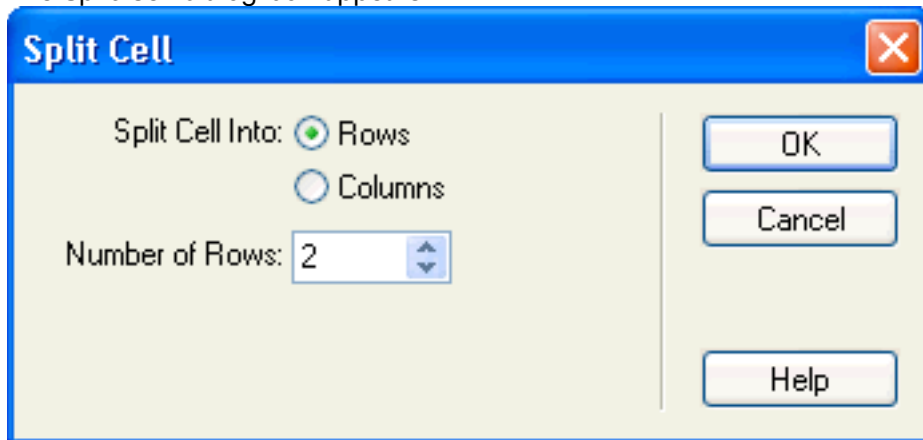 Split Cell
Split Cell Into: Rows
Columns
Number of Rows: 2
OK
Cancel
Help